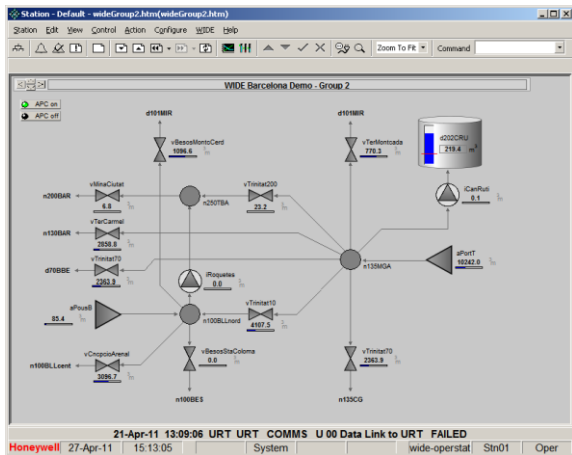 Station - Default - wideGroup2.htm(wideGroup2.htm)
Station Edit View Control Action Configure WIDE Help
Zoom To Fit Command
WIDE Barcelona Demo - Group 2
APC on
APC off
d101MIR
d101MIR
vBesosMontoCerd
1096.6
vTerMontcada
770.3
d202CRU
219.4 m³
vMinaCiutat
6.8
n200BAR
n250TBA
vTrinitat200
23.2
iCanRuti
0.1
vTerCarmel
2858.8
n130BAR
vTrinitat70
2363.9
d70BBE
iRoquetes
0.0
n135MGA
aPortT
10242.0
aPousB
85.4
n100BLLnord
vTrinitat10
4107.5
vCncpcioArenal
3096.7
n100BLLcent
vBesosStaColoma
0.0
vTrinitat70
2363.9
n100BES
n135CG
21-Apr-11 13:09:06 URT URT COMMS U 00 Data Link to URT FAILED
Honeywell 27-Apr-11 15:13:05 System wide-operstat Stn01 Oper